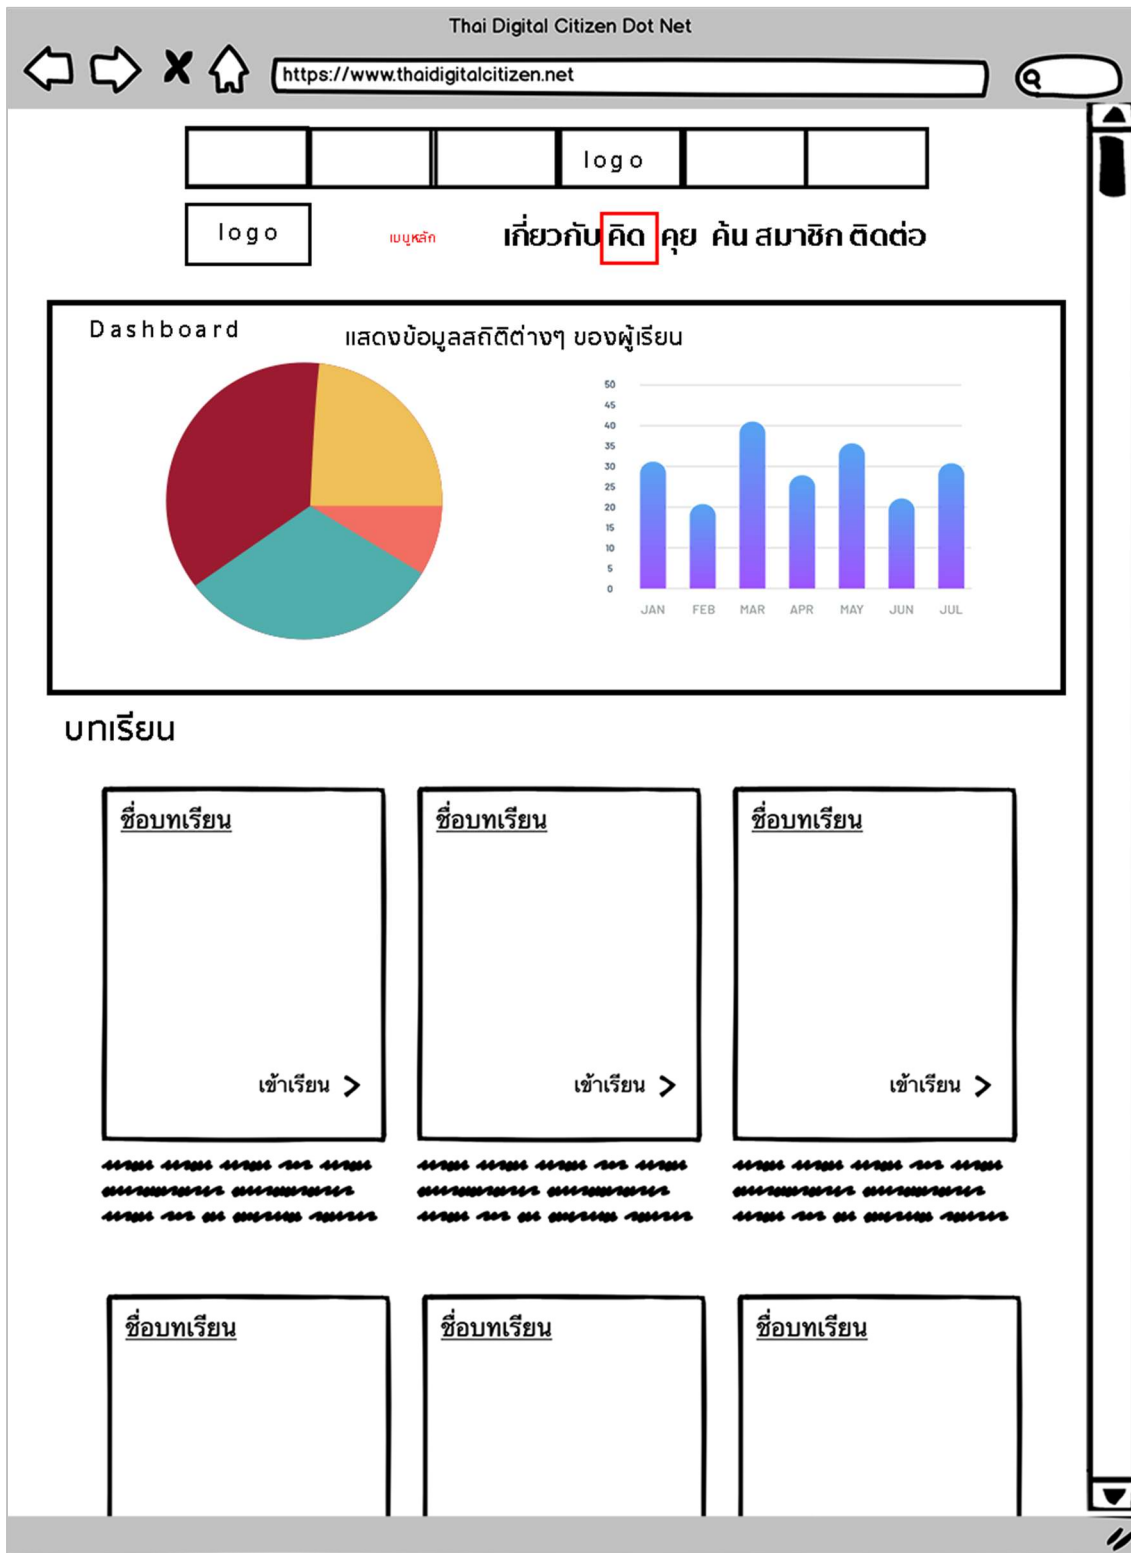 Thai Digital Citizen Dot Net
https://www.thaidigitalcitizen.net
logo
logo
เมนูหลัก
เกี่ยวกับ คิด คุย ค้น สมาชิก ติดต่อ
Dashboard
แสดงข้อมูลสถิติต่างๆ ของผู้เรียน
50
45
40
35
30
25
20
15
10
5
0
JAN FEB MAR APR MAY JUN JUL
บทเรียน
ชื่อบทเรียน ชื่อบทเรียน ชื่อบทเรียน
เข้าเรียน > เข้าเรียน > เข้าเรียน >
ชื่อบทเรียน ชื่อบทเรียน ชื่อบทเรียน